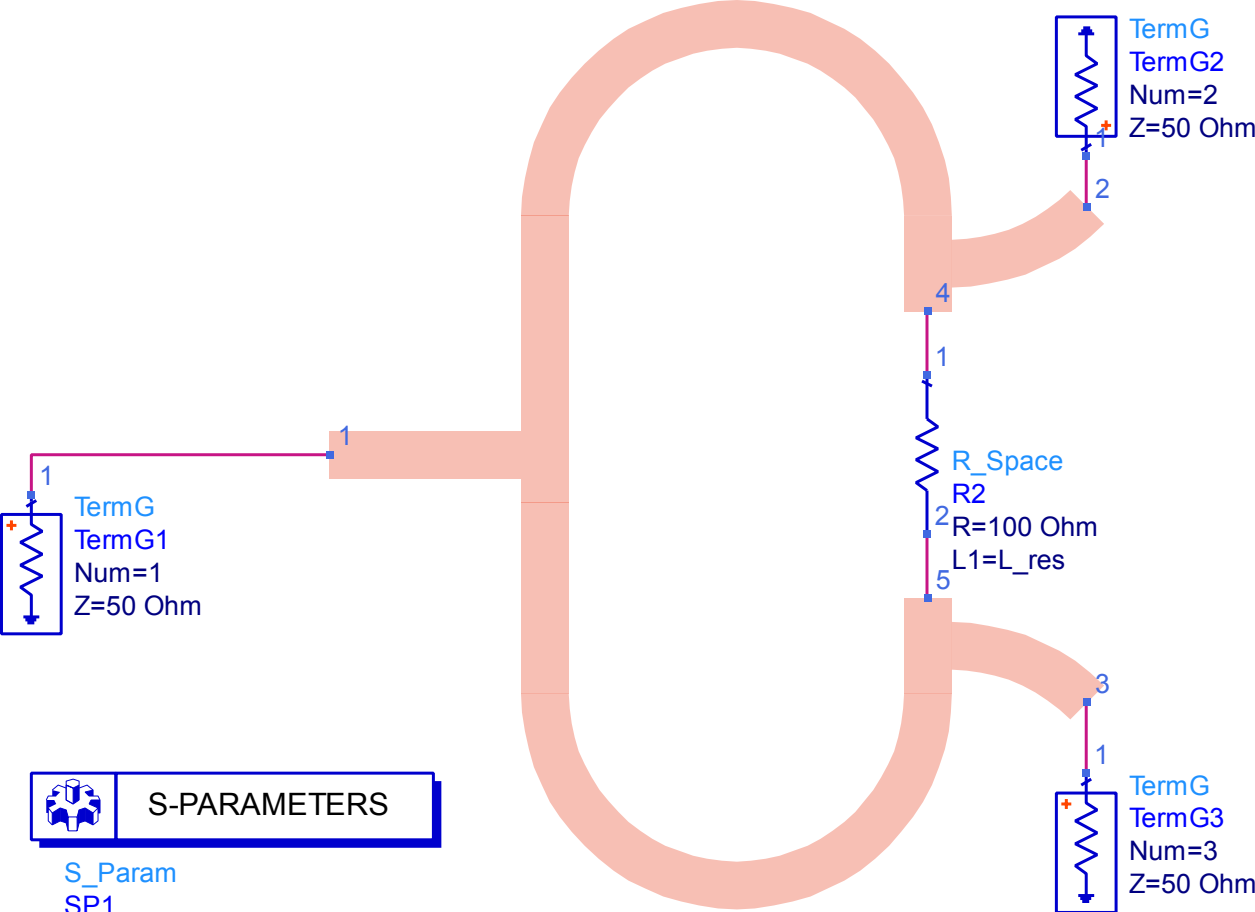 TermG
TermG2
Num=2
Z=50 Ohm
1
2
4
1
1
1
R_Space
R2
R=100 Ohm
L1=L_res
2
5
TermG
TermG1
Num=1
Z=50 Ohm
3
1
S-PARAMETERS
TermG
TermG3
Num=3
Z=50 Ohm
S_Param
SP1